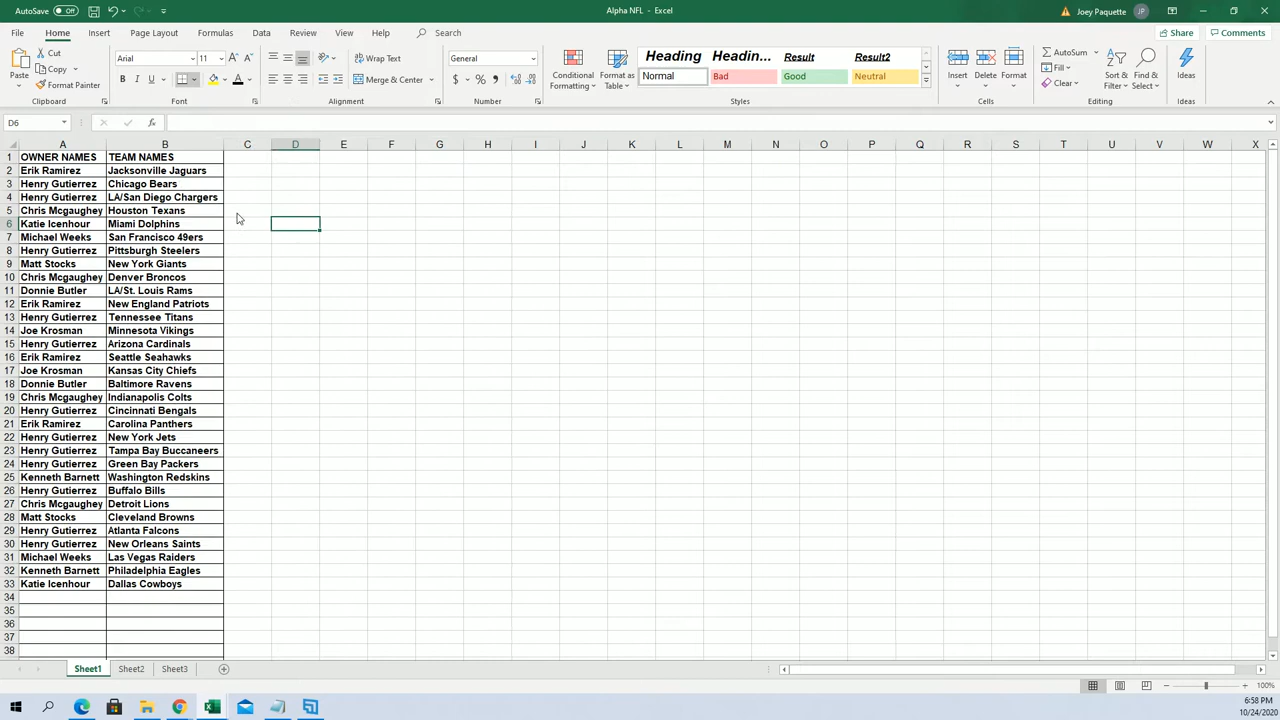 AutoSave Off Alpha NFL - Excel Joey Paquette JP
File Home Insert Page Layout Formulas Data Review View Help Search Share Comments
Paste Cut Copy Format Painter Clipboard
Arial 11 B I U Font
Wrap Text Merge & Center Alignment
General $ % Number
Conditional Formatting Format as Table Heading Headin... Result Result2
Normal Bad Good Neutral Styles
Insert Delete Format Cells
AutoSum Fill Clear Sort & Filter Find & Select Editing
Ideas Ideas
D6 fx
A B C D E F G H I J K L M N O P Q R S T U V W X
1 OWNER NAMES TEAM NAMES
2 Erik Ramirez Jacksonville Jaguars
3 Henry Gutierrez Chicago Bears
4 Henry Gutierrez LA/San Diego Chargers
5 Chris Mcgaughey Houston Texans
6 Katie Icenhour Miami Dolphins
7 Michael Weeks San Francisco 49ers
8 Henry Gutierrez Pittsburgh Steelers
9 Matt Stocks New York Giants
10 Chris Mcgaughey Denver Broncos
11 Donnie Butler LA/St. Louis Rams
12 Erik Ramirez New England Patriots
13 Henry Gutierrez Tennessee Titans
14 Joe Krosman Minnesota Vikings
15 Henry Gutierrez Arizona Cardinals
16 Erik Ramirez Seattle Seahawks
17 Joe Krosman Kansas City Chiefs
18 Donnie Butler Baltimore Ravens
19 Chris Mcgaughey Indianapolis Colts
20 Henry Gutierrez Cincinnati Bengals
21 Erik Ramirez Carolina Panthers
22 Henry Gutierrez New York Jets
23 Henry Gutierrez Tampa Bay Buccaneers
24 Henry Gutierrez Green Bay Packers
25 Kenneth Barnett Washington Redskins
26 Henry Gutierrez Buffalo Bills
27 Chris Mcgaughey Detroit Lions
28 Matt Stocks Cleveland Browns
29 Henry Gutierrez Atlanta Falcons
30 Henry Gutierrez New Orleans Saints
31 Michael Weeks Las Vegas Raiders
32 Kenneth Barnett Philadelphia Eagles
33 Katie Icenhour Dallas Cowboys
34
35
36
37
38
Sheet1 Sheet2 Sheet3
100%
6:58 PM
10/24/2020